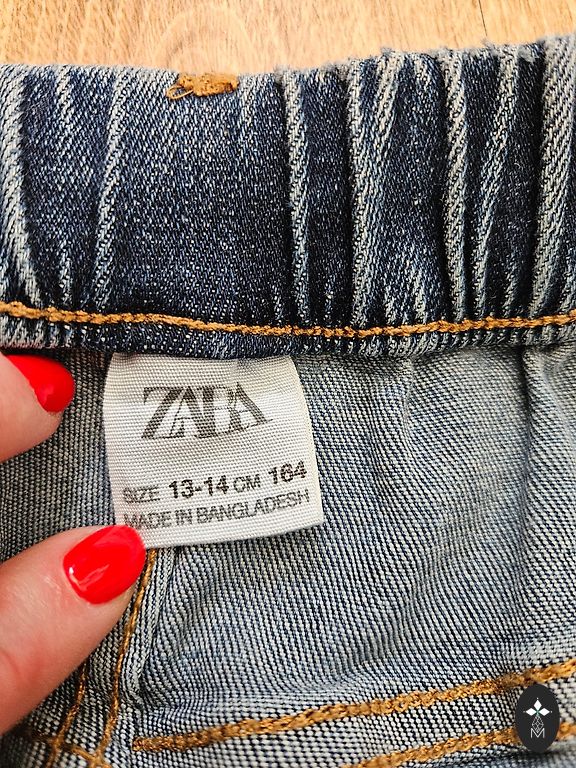 ZARA
SIZE 13-14 CM 164
MADE IN BANGLADESH
M